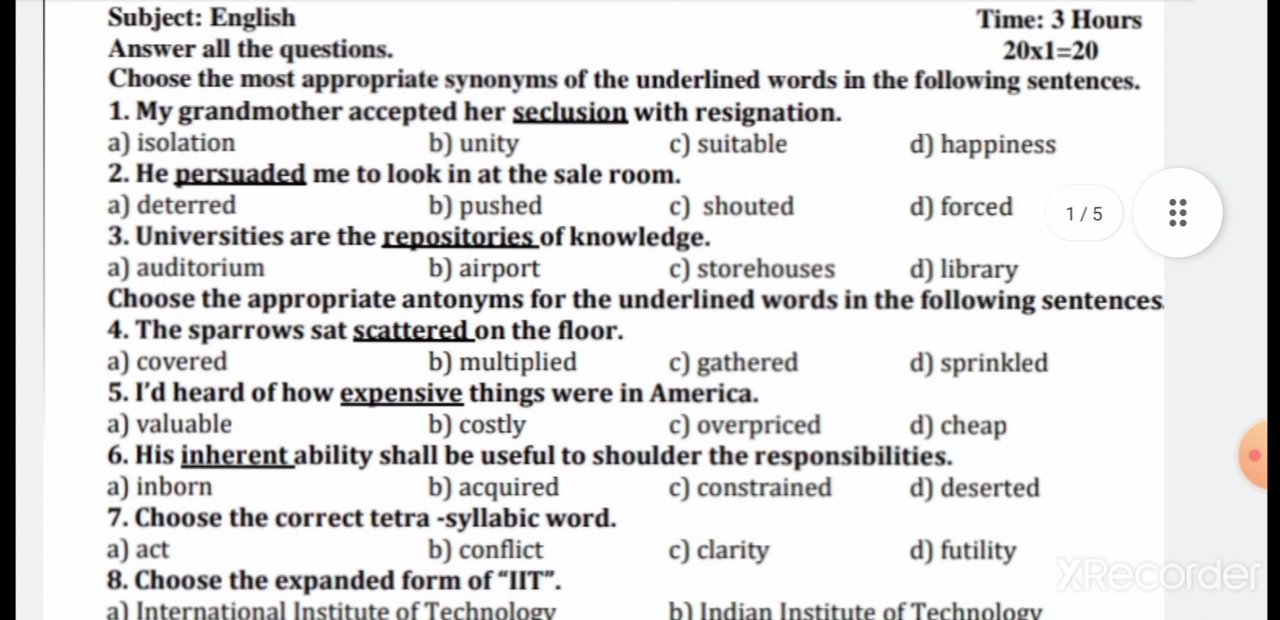 Subject: English Time: 3 Hours
Answer all the questions. 20x1=20
Choose the most appropriate synonyms of the underlined words in the following sentences.
1. My grandmother accepted her seclusion with resignation.
a) isolation b) unity c) suitable d) happiness
2. He persuaded me to look in at the sale room.
a) deterred b) pushed c) shouted d) forced
1 / 5
3. Universities are the repositories of knowledge.
a) auditorium b) airport c) storehouses d) library
Choose the appropriate antonyms for the underlined words in the following sentences.
4. The sparrows sat scattered on the floor.
a) covered b) multiplied c) gathered d) sprinkled
5. I'd heard of how expensive things were in America.
a) valuable b) costly c) overpriced d) cheap
6. His inherent ability shall be useful to shoulder the responsibilities.
a) inborn b) acquired c) constrained d) deserted
7. Choose the correct tetra -syllabic word.
a) act b) conflict c) clarity d) futility
8. Choose the expanded form of “IIT”.
a) International Institute of Technology b) Indian Institute of Technology
XRecorder